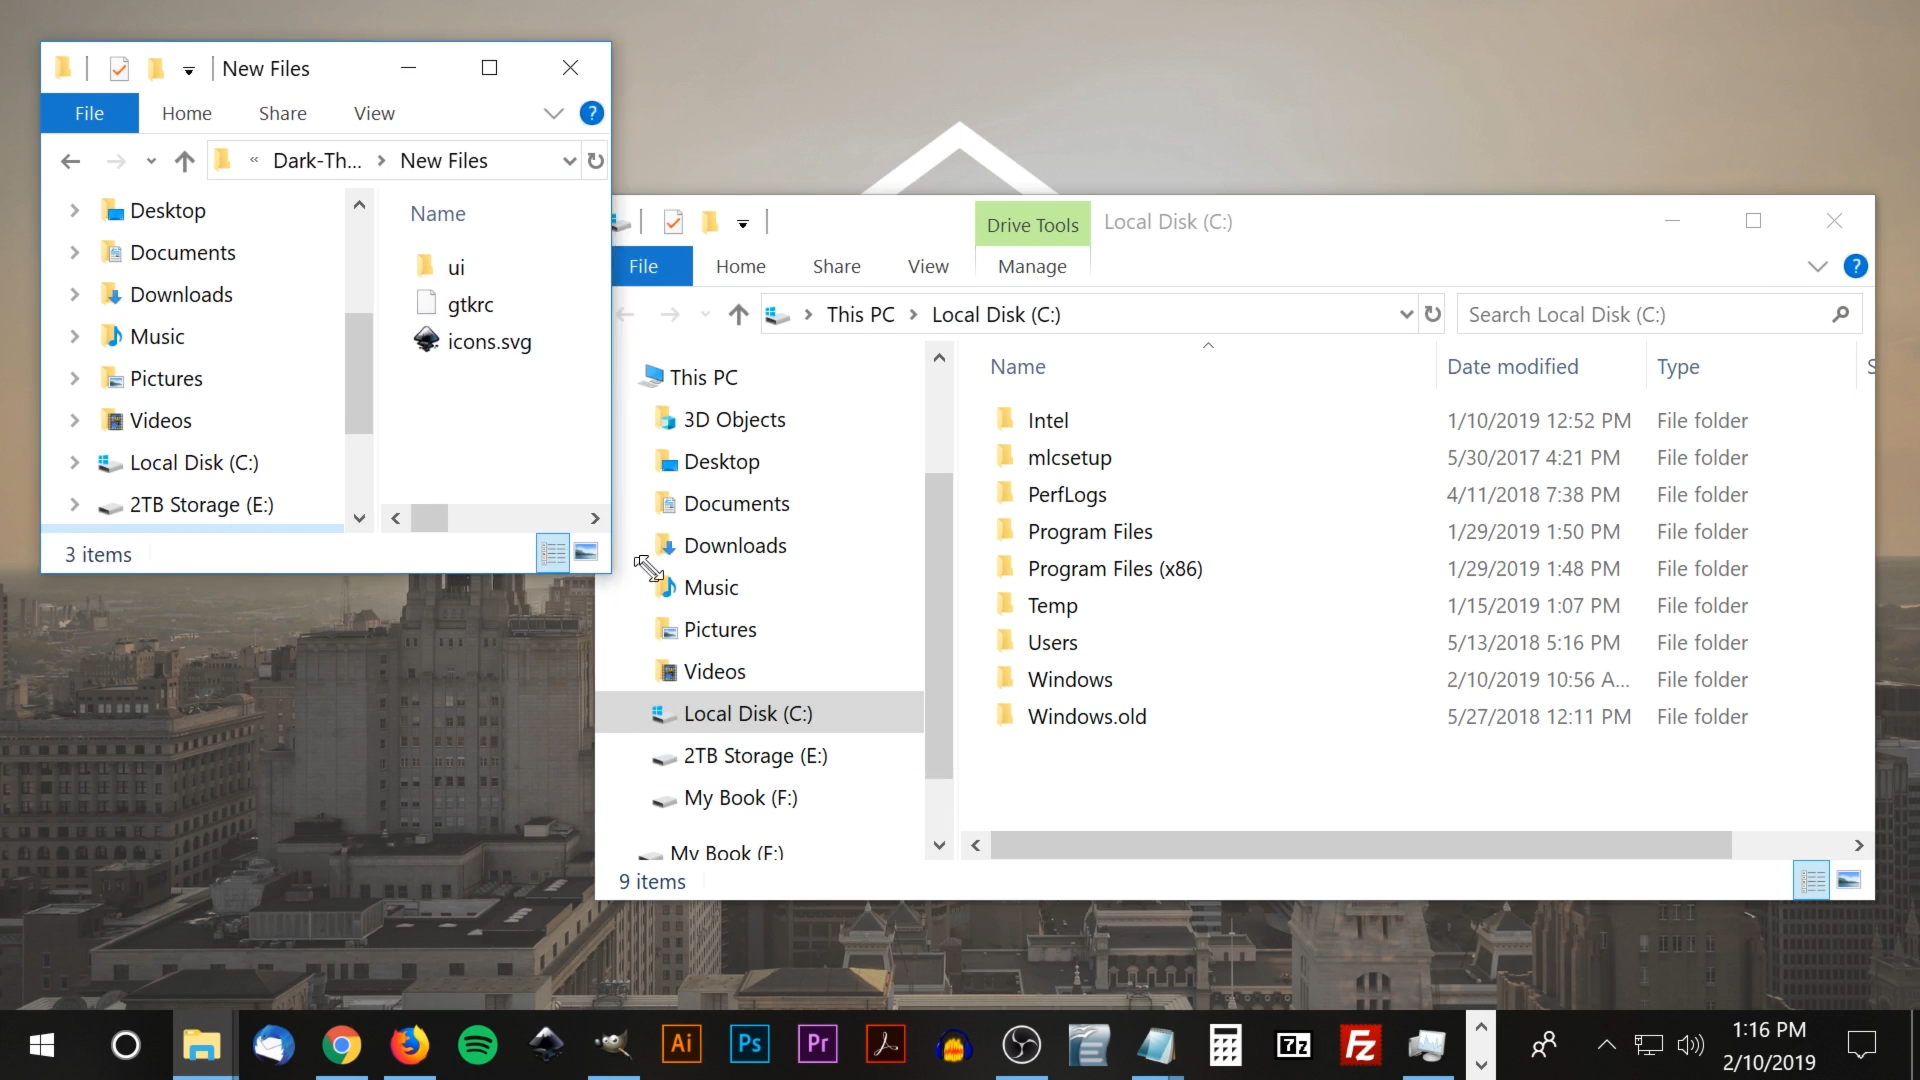 New Files
File Home Share View ?
« Dark-Th... New Files
Desktop
Documents
Downloads
Music
Pictures
Videos
Local Disk (C:)
2TB Storage (E:)
Name
ui
gtkrc
icons.svg
3 items
Drive Tools Local Disk (C:)
File Home Share View Manage ?
This PC Local Disk (C:) Search Local Disk (C:)
This PC
3D Objects
Desktop
Documents
Downloads
Music
Pictures
Videos
Local Disk (C:)
2TB Storage (E:)
My Book (F:)
My Book (F:)
Name Date modified Type S
Intel 1/10/2019 12:52 PM File folder
mlcsetup 5/30/2017 4:21 PM File folder
PerfLogs 4/11/2018 7:38 PM File folder
Program Files 1/29/2019 1:50 PM File folder
Program Files (x86) 1/29/2019 1:48 PM File folder
Temp 1/15/2019 1:07 PM File folder
Users 5/13/2018 5:16 PM File folder
Windows 2/10/2019 10:56 A... File folder
Windows.old 5/27/2018 12:11 PM File folder
9 items
Ai Ps Pr 7z FZ
1:16 PM
2/10/2019